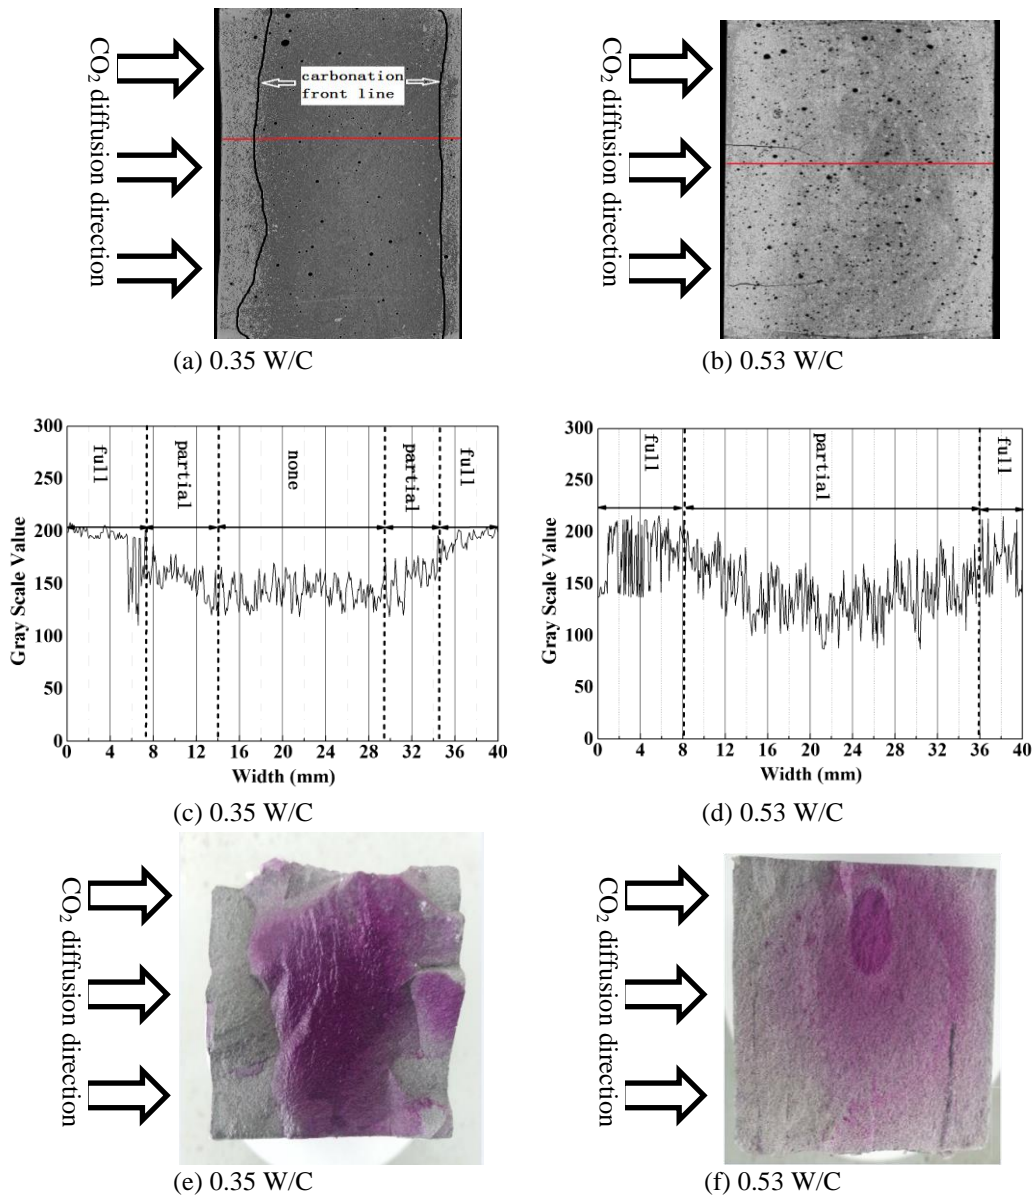 CO2 diffusion direction
carbonation
front line
CO2 diffusion direction
(a) 0.35 W/C
(b) 0.53 W/C
300
250
200
150
100
50
0
Gray Scale Value
full
partial
none
partial
full
0 4 8 12 16 20 24 28 32 36 40
Width (mm)
300
250
200
150
100
50
0
Gray Scale Value
full
partial
full
0 4 8 12 16 20 24 28 32 36 40
Width (mm)
(c) 0.35 W/C
(d) 0.53 W/C
CO2 diffusion direction
CO2 diffusion direction
(e) 0.35 W/C
(f) 0.53 W/C